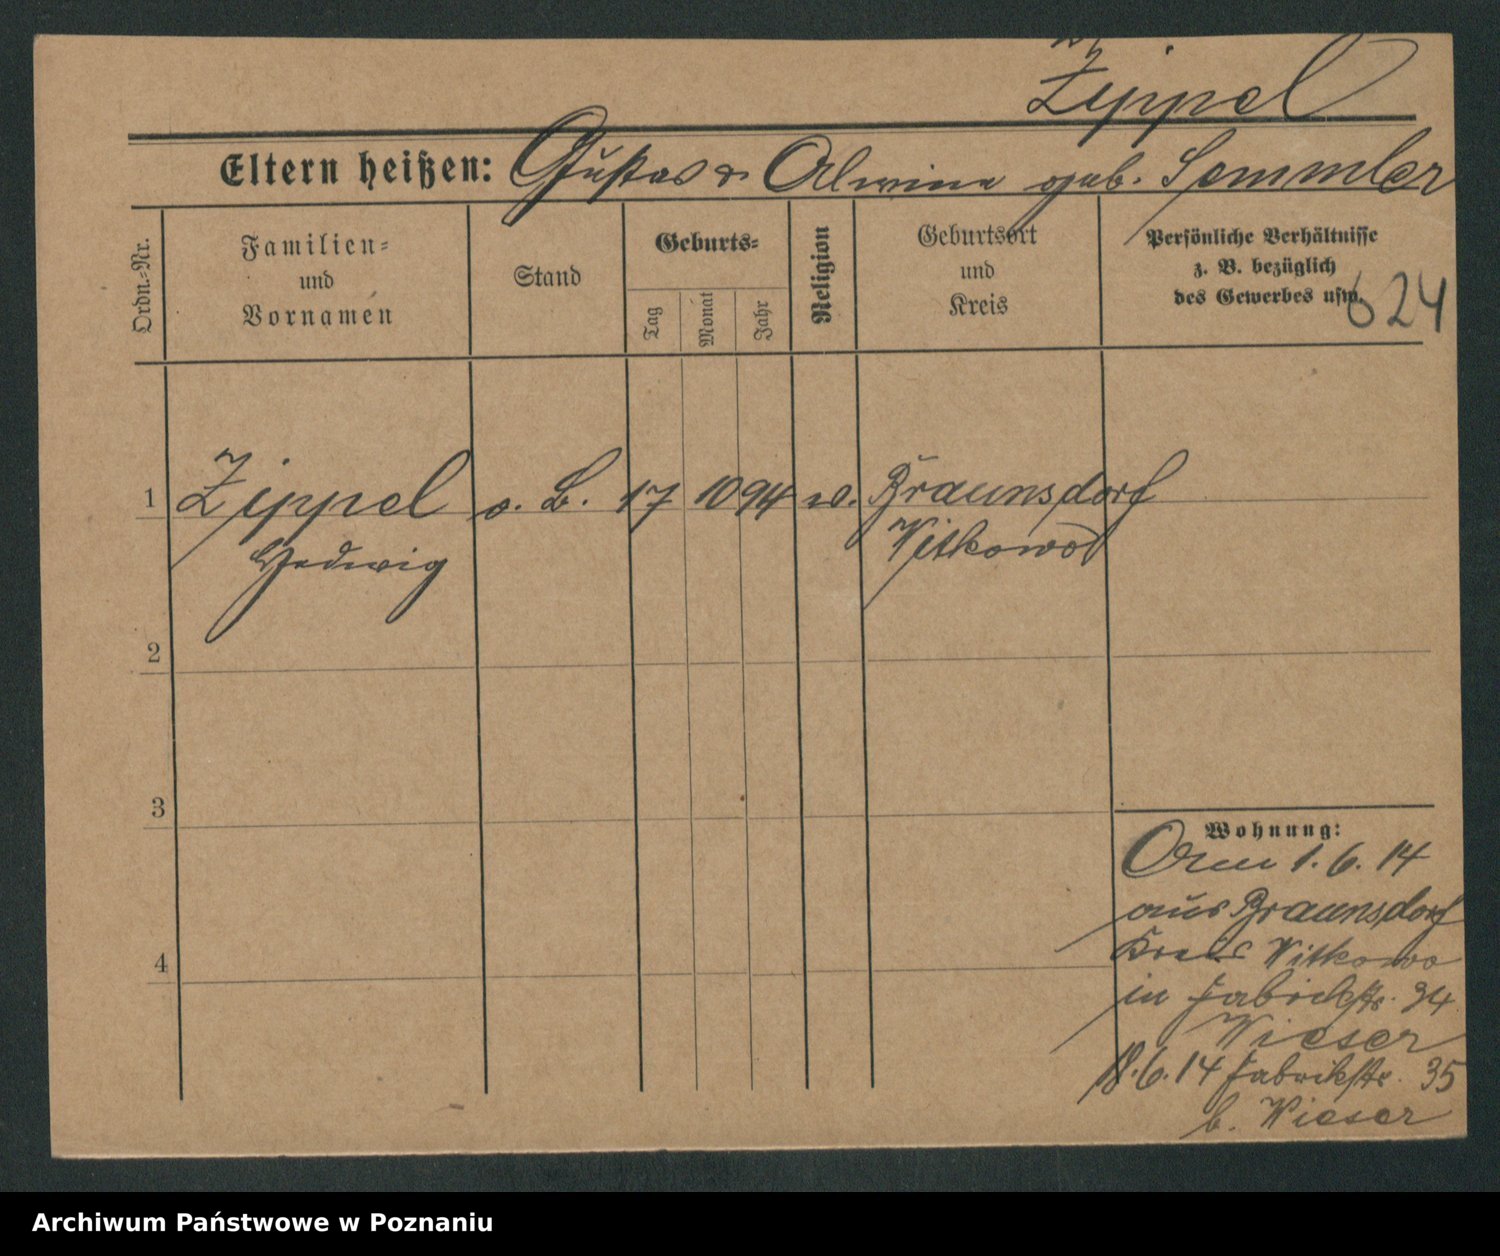 Zippel
Eltern heißen: Gustav & Alwine geb. Semmler
Ordn.-Nr.
Familien-
und
Vornamen
Stand
Geburts-
Tag
Monat
Jahr
Religion
Geburtsort
und
Kreis
Persönliche Verhältnisse
z. B. bezüglich
des Gewerbes usw.
624
1 Zippel o. B. 17 10 94 ev. Braunsdorf
Hedwig Witkowo
2
3
4
Wohnung:
1. 6. 14
aus Braunsdorf
Kreis Witkowo
in Fabrikstr. 34
Wieser
18. 6. 14 Fabrikstr. 35
b. Wieser
Archiwum Państwowe w Poznaniu